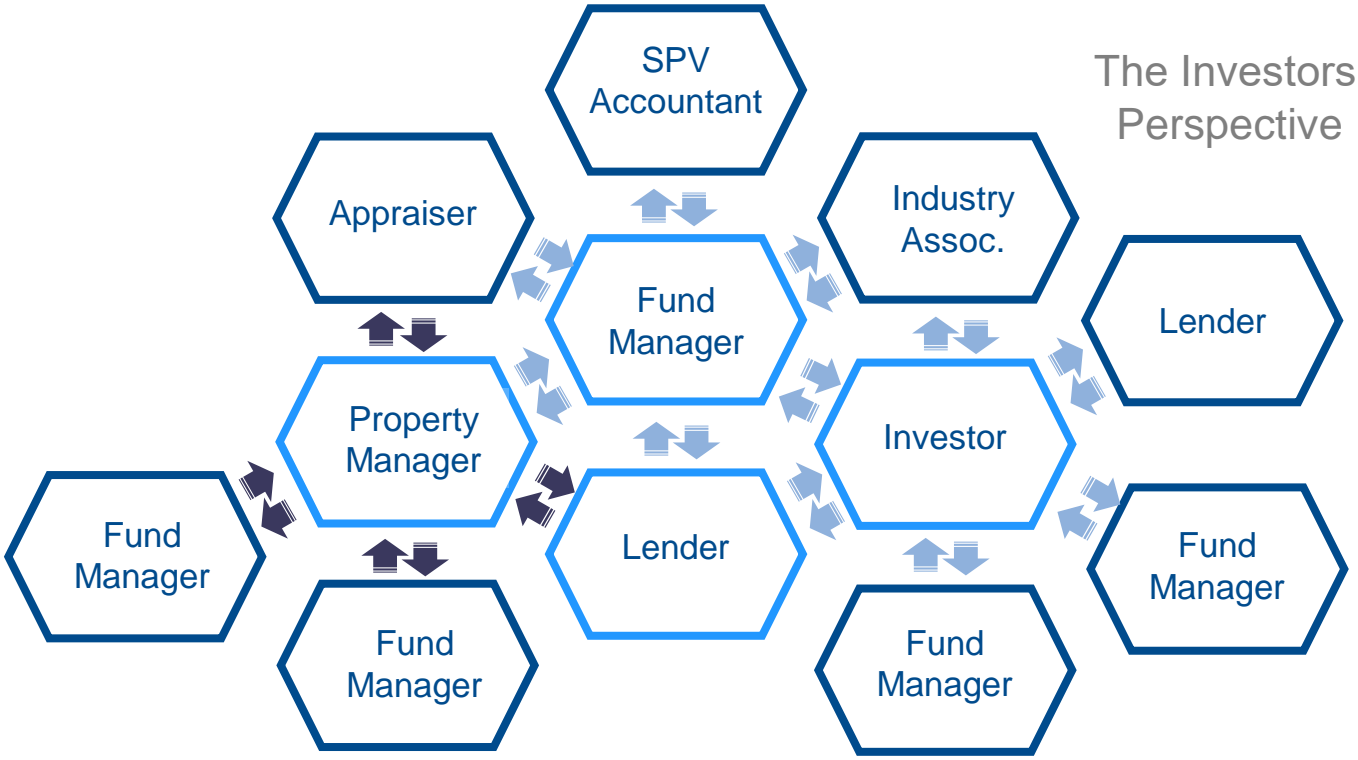 The Investors
Perspective
SPV
Accountant
Appraiser
Industry
Assoc.
Fund
Manager
Lender
Property
Manager
Investor
Fund
Manager
Lender
Fund
Manager
Fund
Manager
Fund
Manager